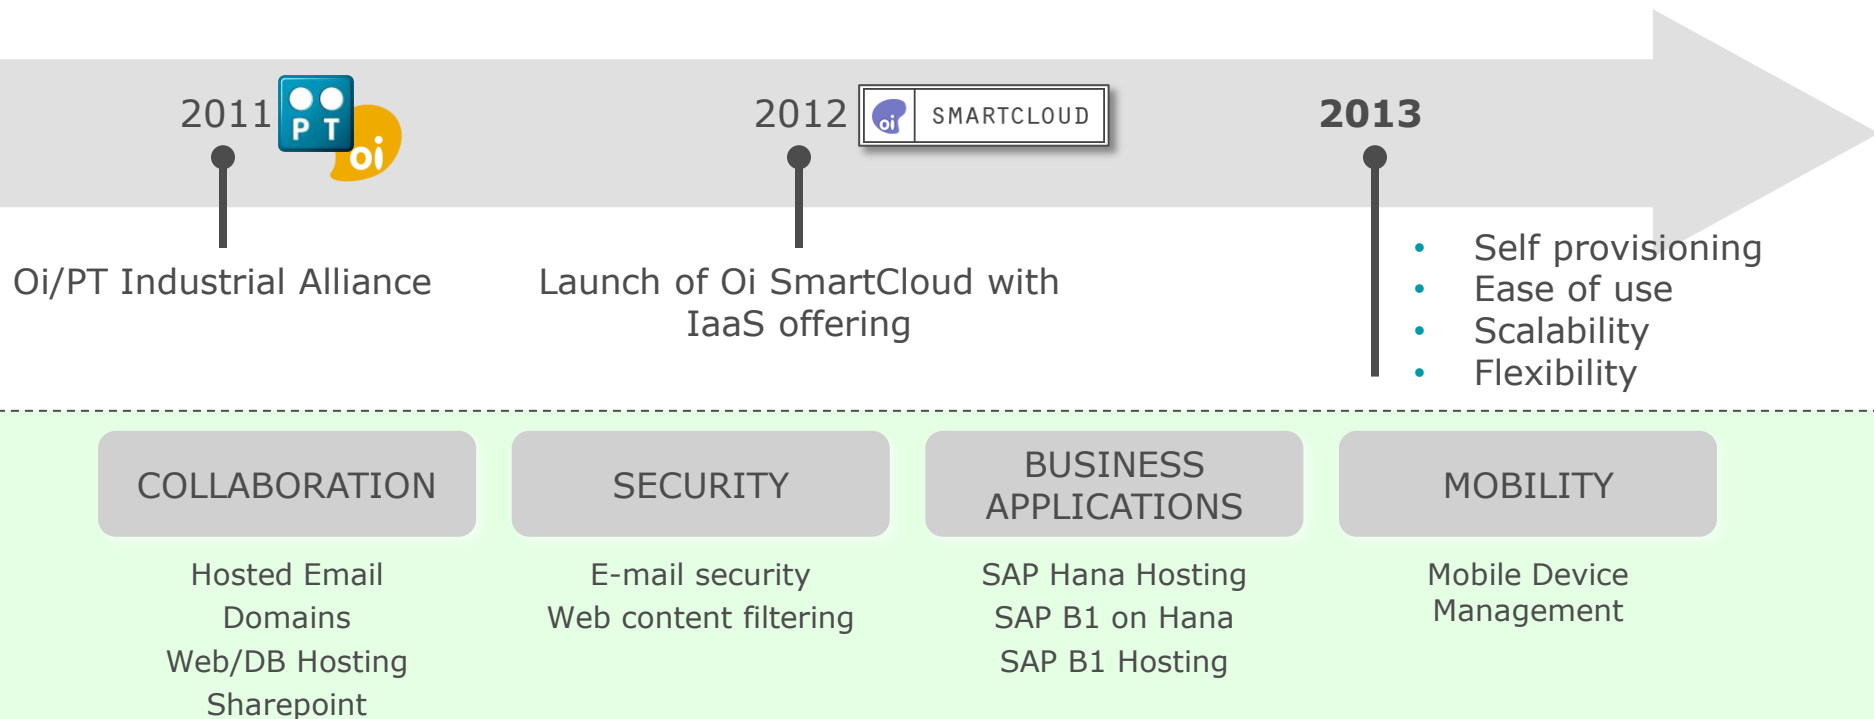 2011
PT
oi
2012
oi
SMARTCLOUD
2013
Oi/PT Industrial Alliance
Launch of Oi SmartCloud with
IaaS offering
• Self provisioning
• Ease of use
• Scalability
• Flexibility
COLLABORATION
SECURITY
BUSINESS
APPLICATIONS
MOBILITY
Hosted Email
Domains
Web/DB Hosting
Sharepoint
E-mail security
Web content filtering
SAP Hana Hosting
SAP B1 on Hana
SAP B1 Hosting
Mobile Device
Management